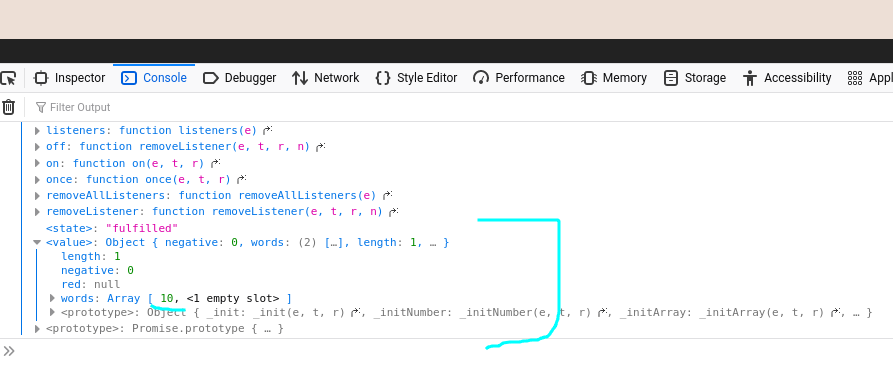 Inspector Console Debugger Network Style Editor Performance Memory Storage Accessibility Appl
Filter Output
listeners: function listeners(e)
off: function removeListener(e, t, r, n)
on: function on(e, t, r)
once: function once(e, t, r)
removeAllListeners: function removeAllListeners(e)
removeListener: function removeListener(e, t, r, n)
<state>: "fulfilled"
<value>: Object { negative: 0, words: (2) […], length: 1, … }
length: 1
negative: 0
red: null
words: Array [ 10, <1 empty slot> ]
<prototype>: Object { _init: _init(e, t, r), _initNumber: _initNumber(e, t, r), _initArray: _initArray(e, t, r), … }
<prototype>: Promise.prototype { … }